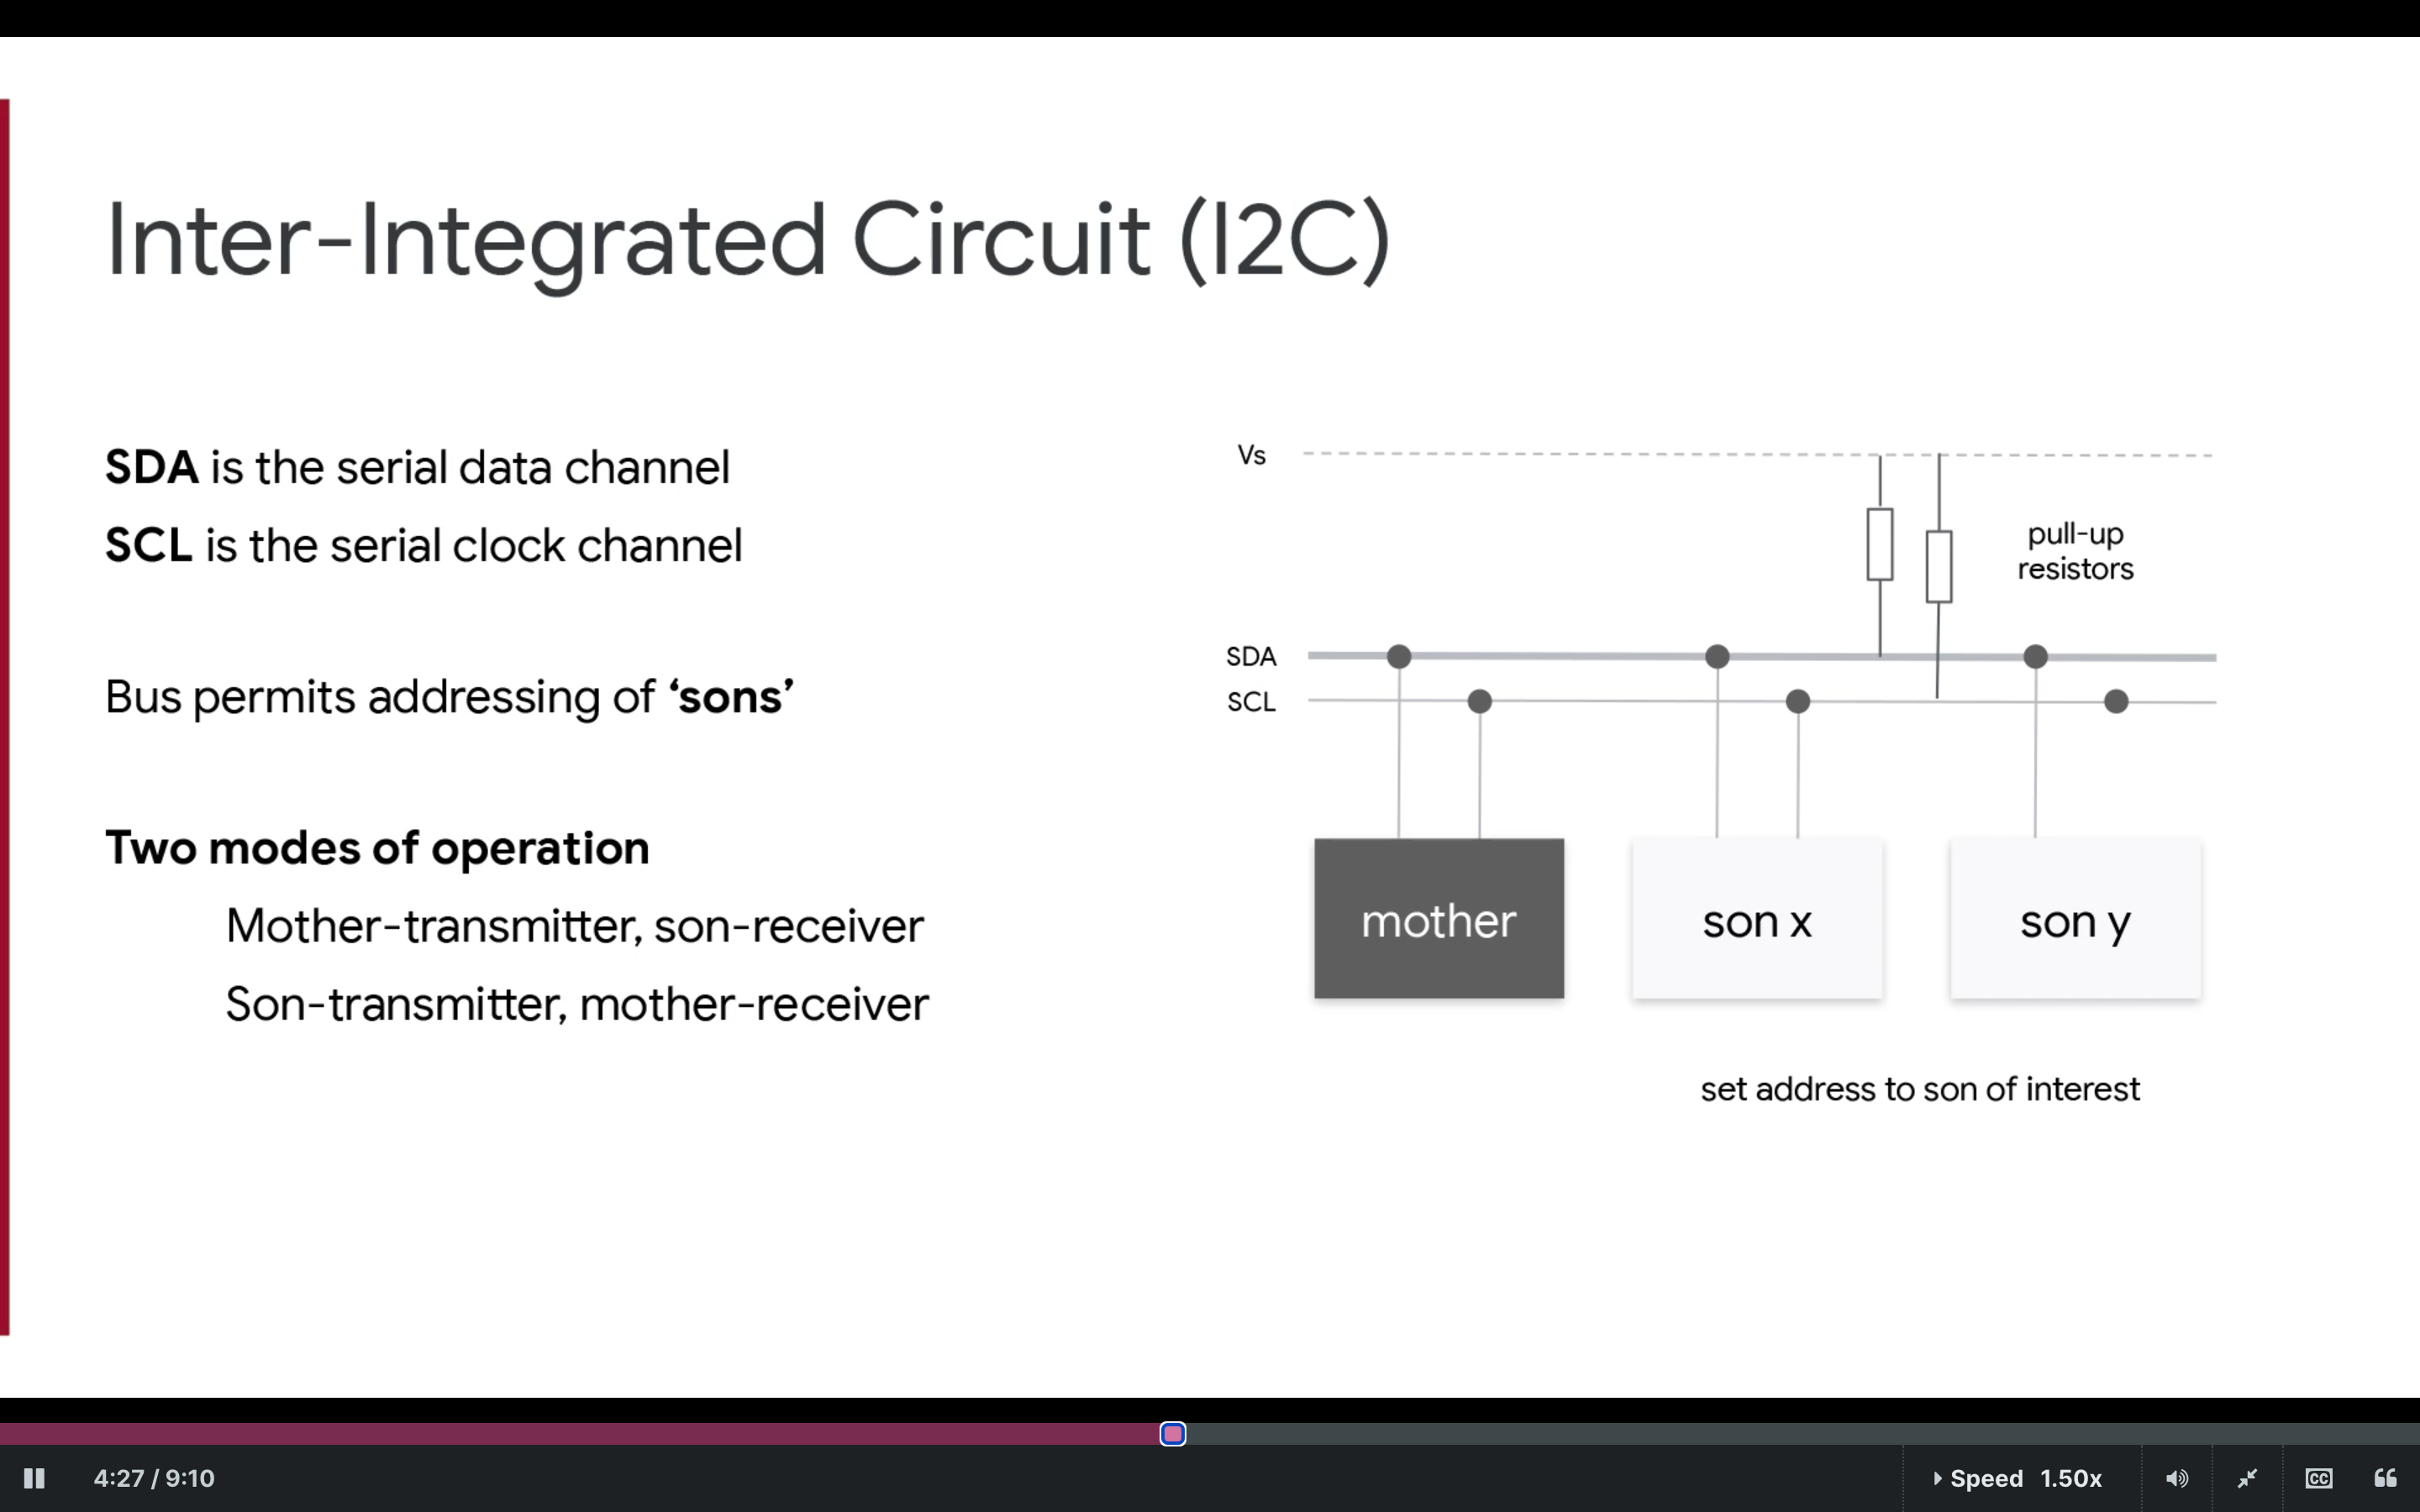 Inter-Integrated Circuit (I2C)
SDA is the serial data channel
SCL is the serial clock channel
Bus permits addressing of ‘sons’
Two modes of operation
Mother-transmitter, son-receiver
Son-transmitter, mother-receiver
Vs
pull-up
resistors
SDA
SCL
mother
son x
son y
set address to son of interest
4:27 / 9:10
Speed 1.50x
CC